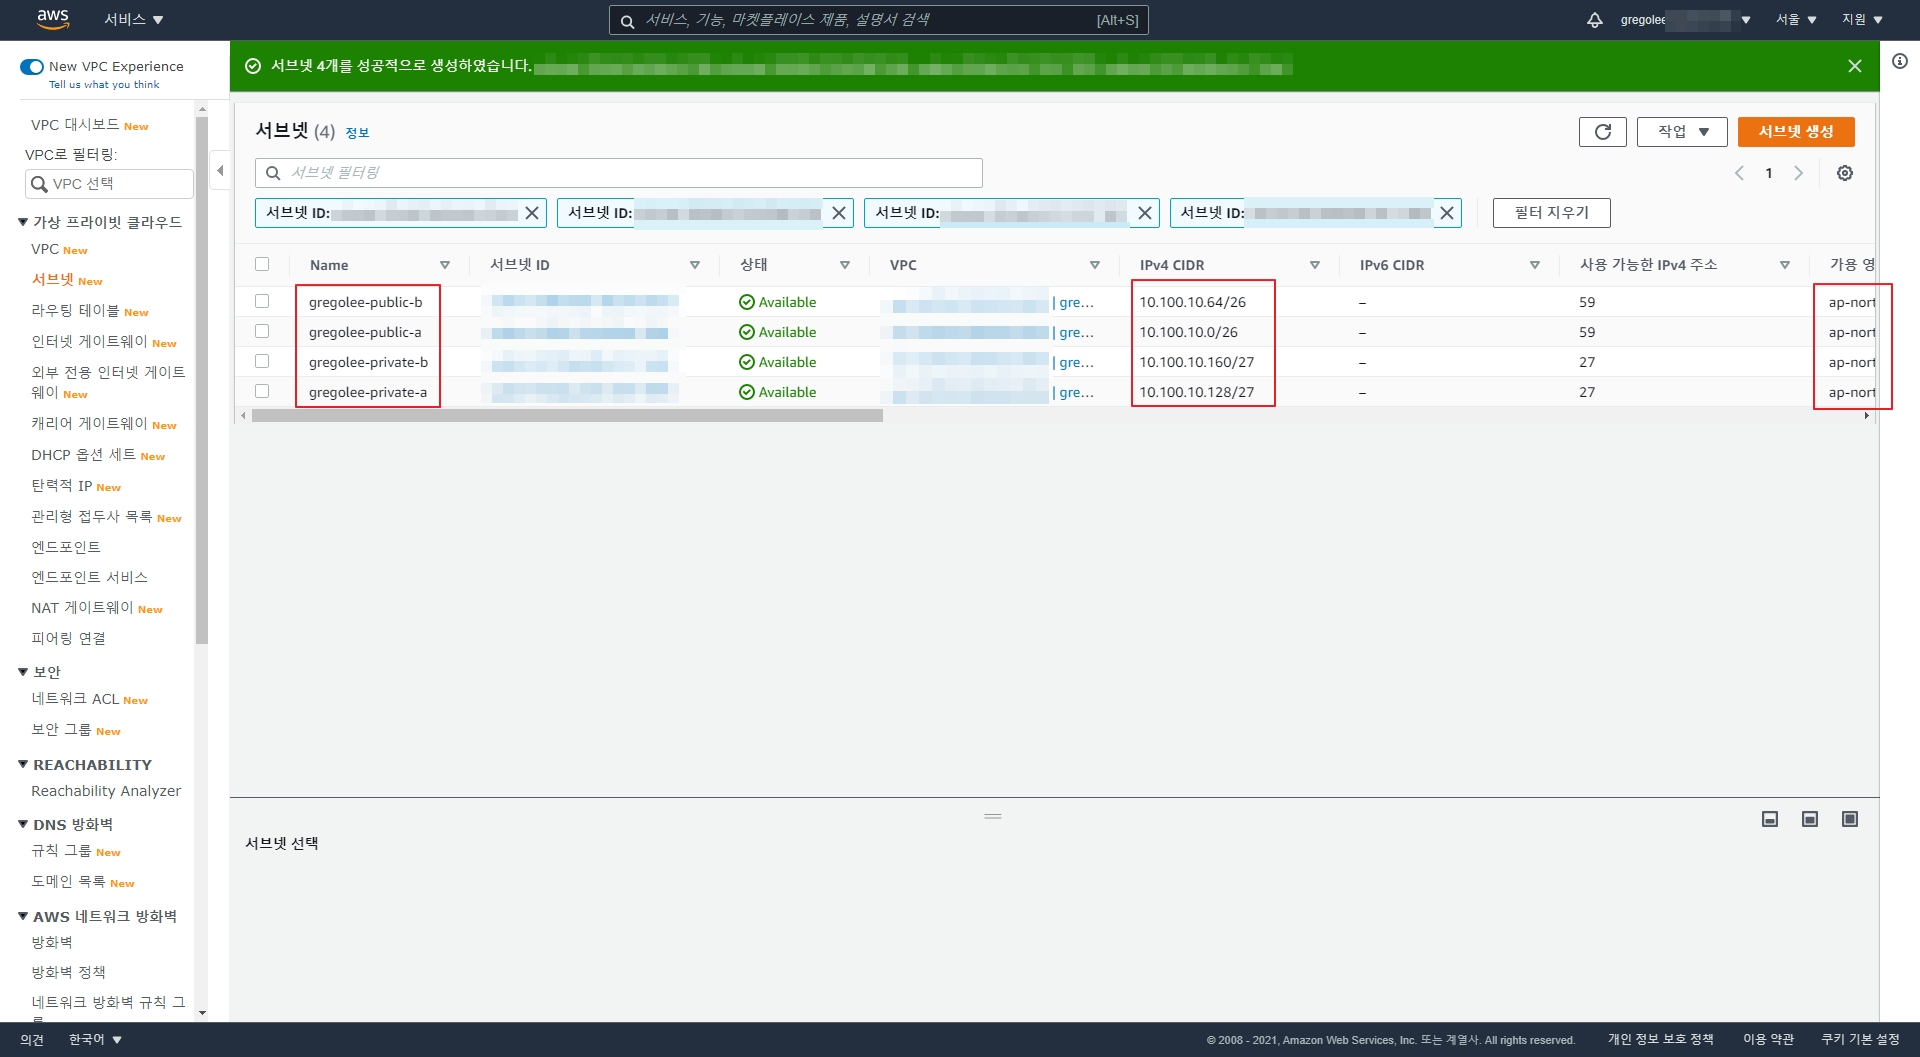 aws 서비스 ▼ 서비스, 기능, 마켓플레이스 제품, 설명서 검색 [Alt+S] gregolee ▼ 서울 ▼ 지원 ▼
New VPC Experience
Tell us what you think
VPC 대시보드 New
VPC로 필터링:
VPC 선택
가상 프라이빗 클라우드
VPC New
서브넷 New
라우팅 테이블 New
인터넷 게이트웨이 New
외부 전용 인터넷 게이트
웨이 New
캐리어 게이트웨이 New
DHCP 옵션 세트 New
탄력적 IP New
관리형 접두사 목록 New
엔드포인트
엔드포인트 서비스
NAT 게이트웨이 New
피어링 연결
보안
네트워크 ACL New
보안 그룹 New
REACHABILITY
Reachability Analyzer
DNS 방화벽
규칙 그룹 New
도메인 목록 New
AWS 네트워크 방화벽
방화벽
방화벽 정책
네트워크 방화벽 규칙 그
룹
서브넷 4개를 성공적으로 생성하였습니다.
서브넷 (4) 정보 작업 ▼ 서브넷 생성
서브넷 필터링 1
서브넷 ID: 서브넷 ID: 서브넷 ID: 서브넷 ID: 필터 지우기
Name 서브넷 ID 상태 VPC IPv4 CIDR IPv6 CIDR 사용 가능한 IPv4 주소 가용 영
gregolee-public-b Available | gre... 10.100.10.64/26 – 59 ap-nort
gregolee-public-a Available | gre... 10.100.10.0/26 – 59 ap-nort
gregolee-private-b Available | gre... 10.100.10.160/27 – 27 ap-nort
gregolee-private-a Available | gre... 10.100.10.128/27 – 27 ap-nort
서브넷 선택
의견 한국어 ▼ © 2008 - 2021, Amazon Web Services, Inc. 또는 계열사. All rights reserved. 개인 정보 보호 정책 이용 약관 쿠키 기본 설정